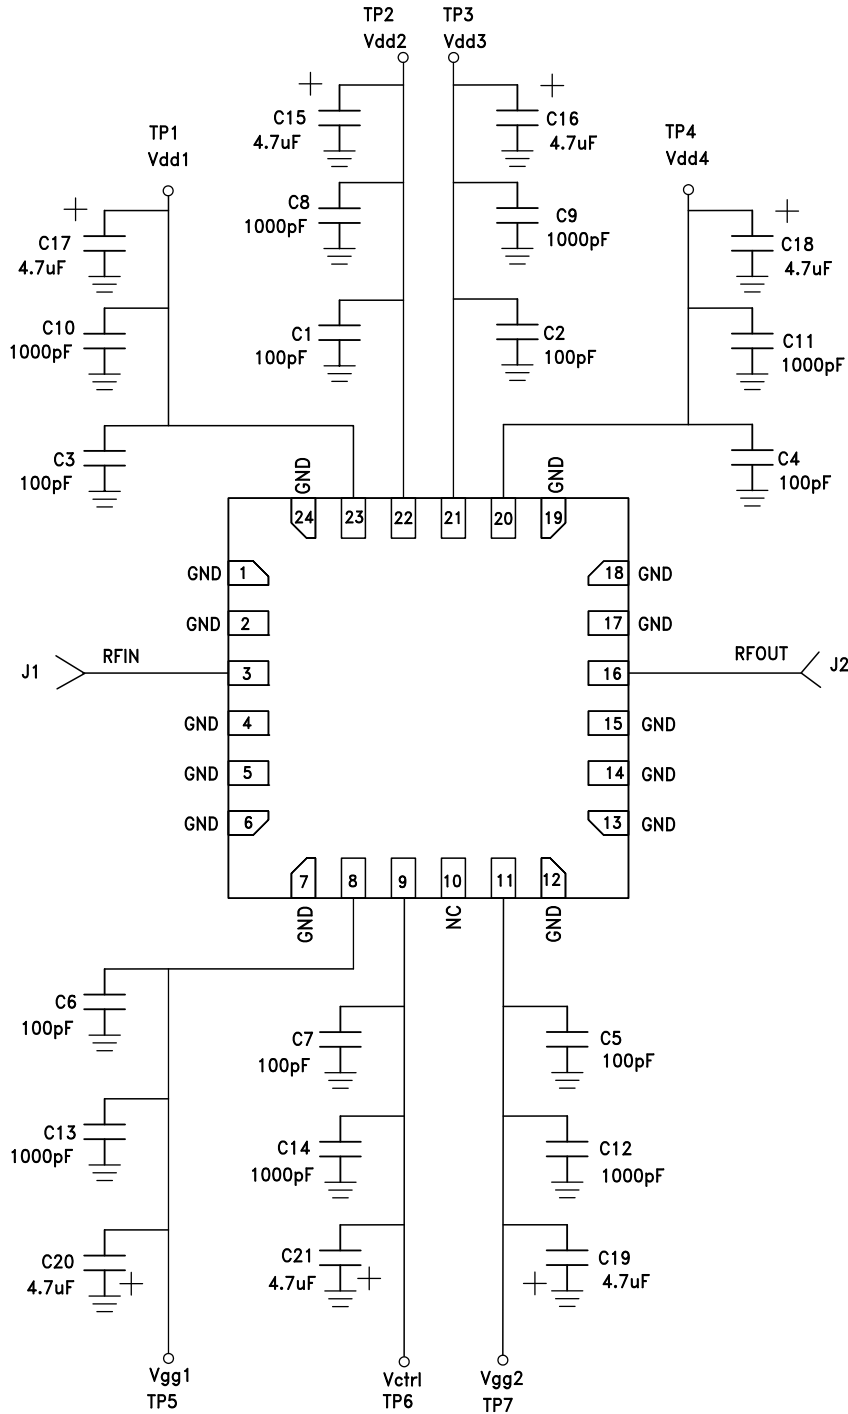 TP2
Vdd2
TP3
Vdd3
+
C15
4.7uF
+
C16
4.7uF
TP1
Vdd1
TP4
Vdd4
C8
1000pF
C9
1000pF
+
C17
4.7uF
+
C18
4.7uF
C10
1000pF
C1
100pF
C2
100pF
C11
1000pF
C3
100pF
C4
100pF
GND
GND
24
23
22
21
20
19
GND 1
18 GND
GND 2
17 GND
J1
RFIN
3
16
RFOUT
J2
GND 4
15 GND
GND 5
14 GND
GND 6
13 GND
7
8
9
10
11
12
GND
NC
GND
C6
100pF
C7
100pF
C5
100pF
C13
1000pF
C14
1000pF
C12
1000pF
C20
4.7uF
+
C21
4.7uF
+
C19
4.7uF
+
Vgg1
TP5
Vctrl
TP6
Vgg2
TP7